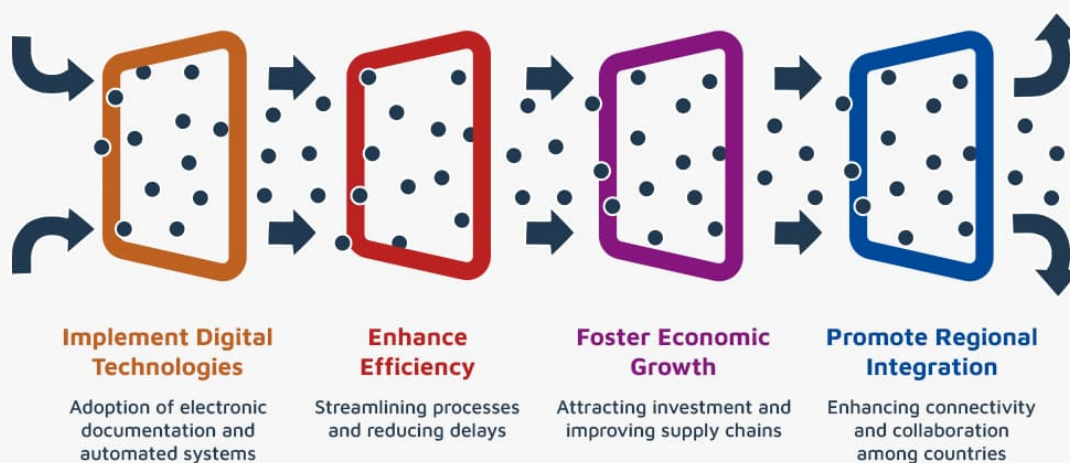 Implement Digital
Technologies
Adoption of electronic
documentation and
automated systems
Enhance
Efficiency
Streamlining processes
and reducing delays
Foster Economic
Growth
Attracting investment and
improving supply chains
Promote Regional
Integration
Enhancing connectivity
and collaboration
among countries